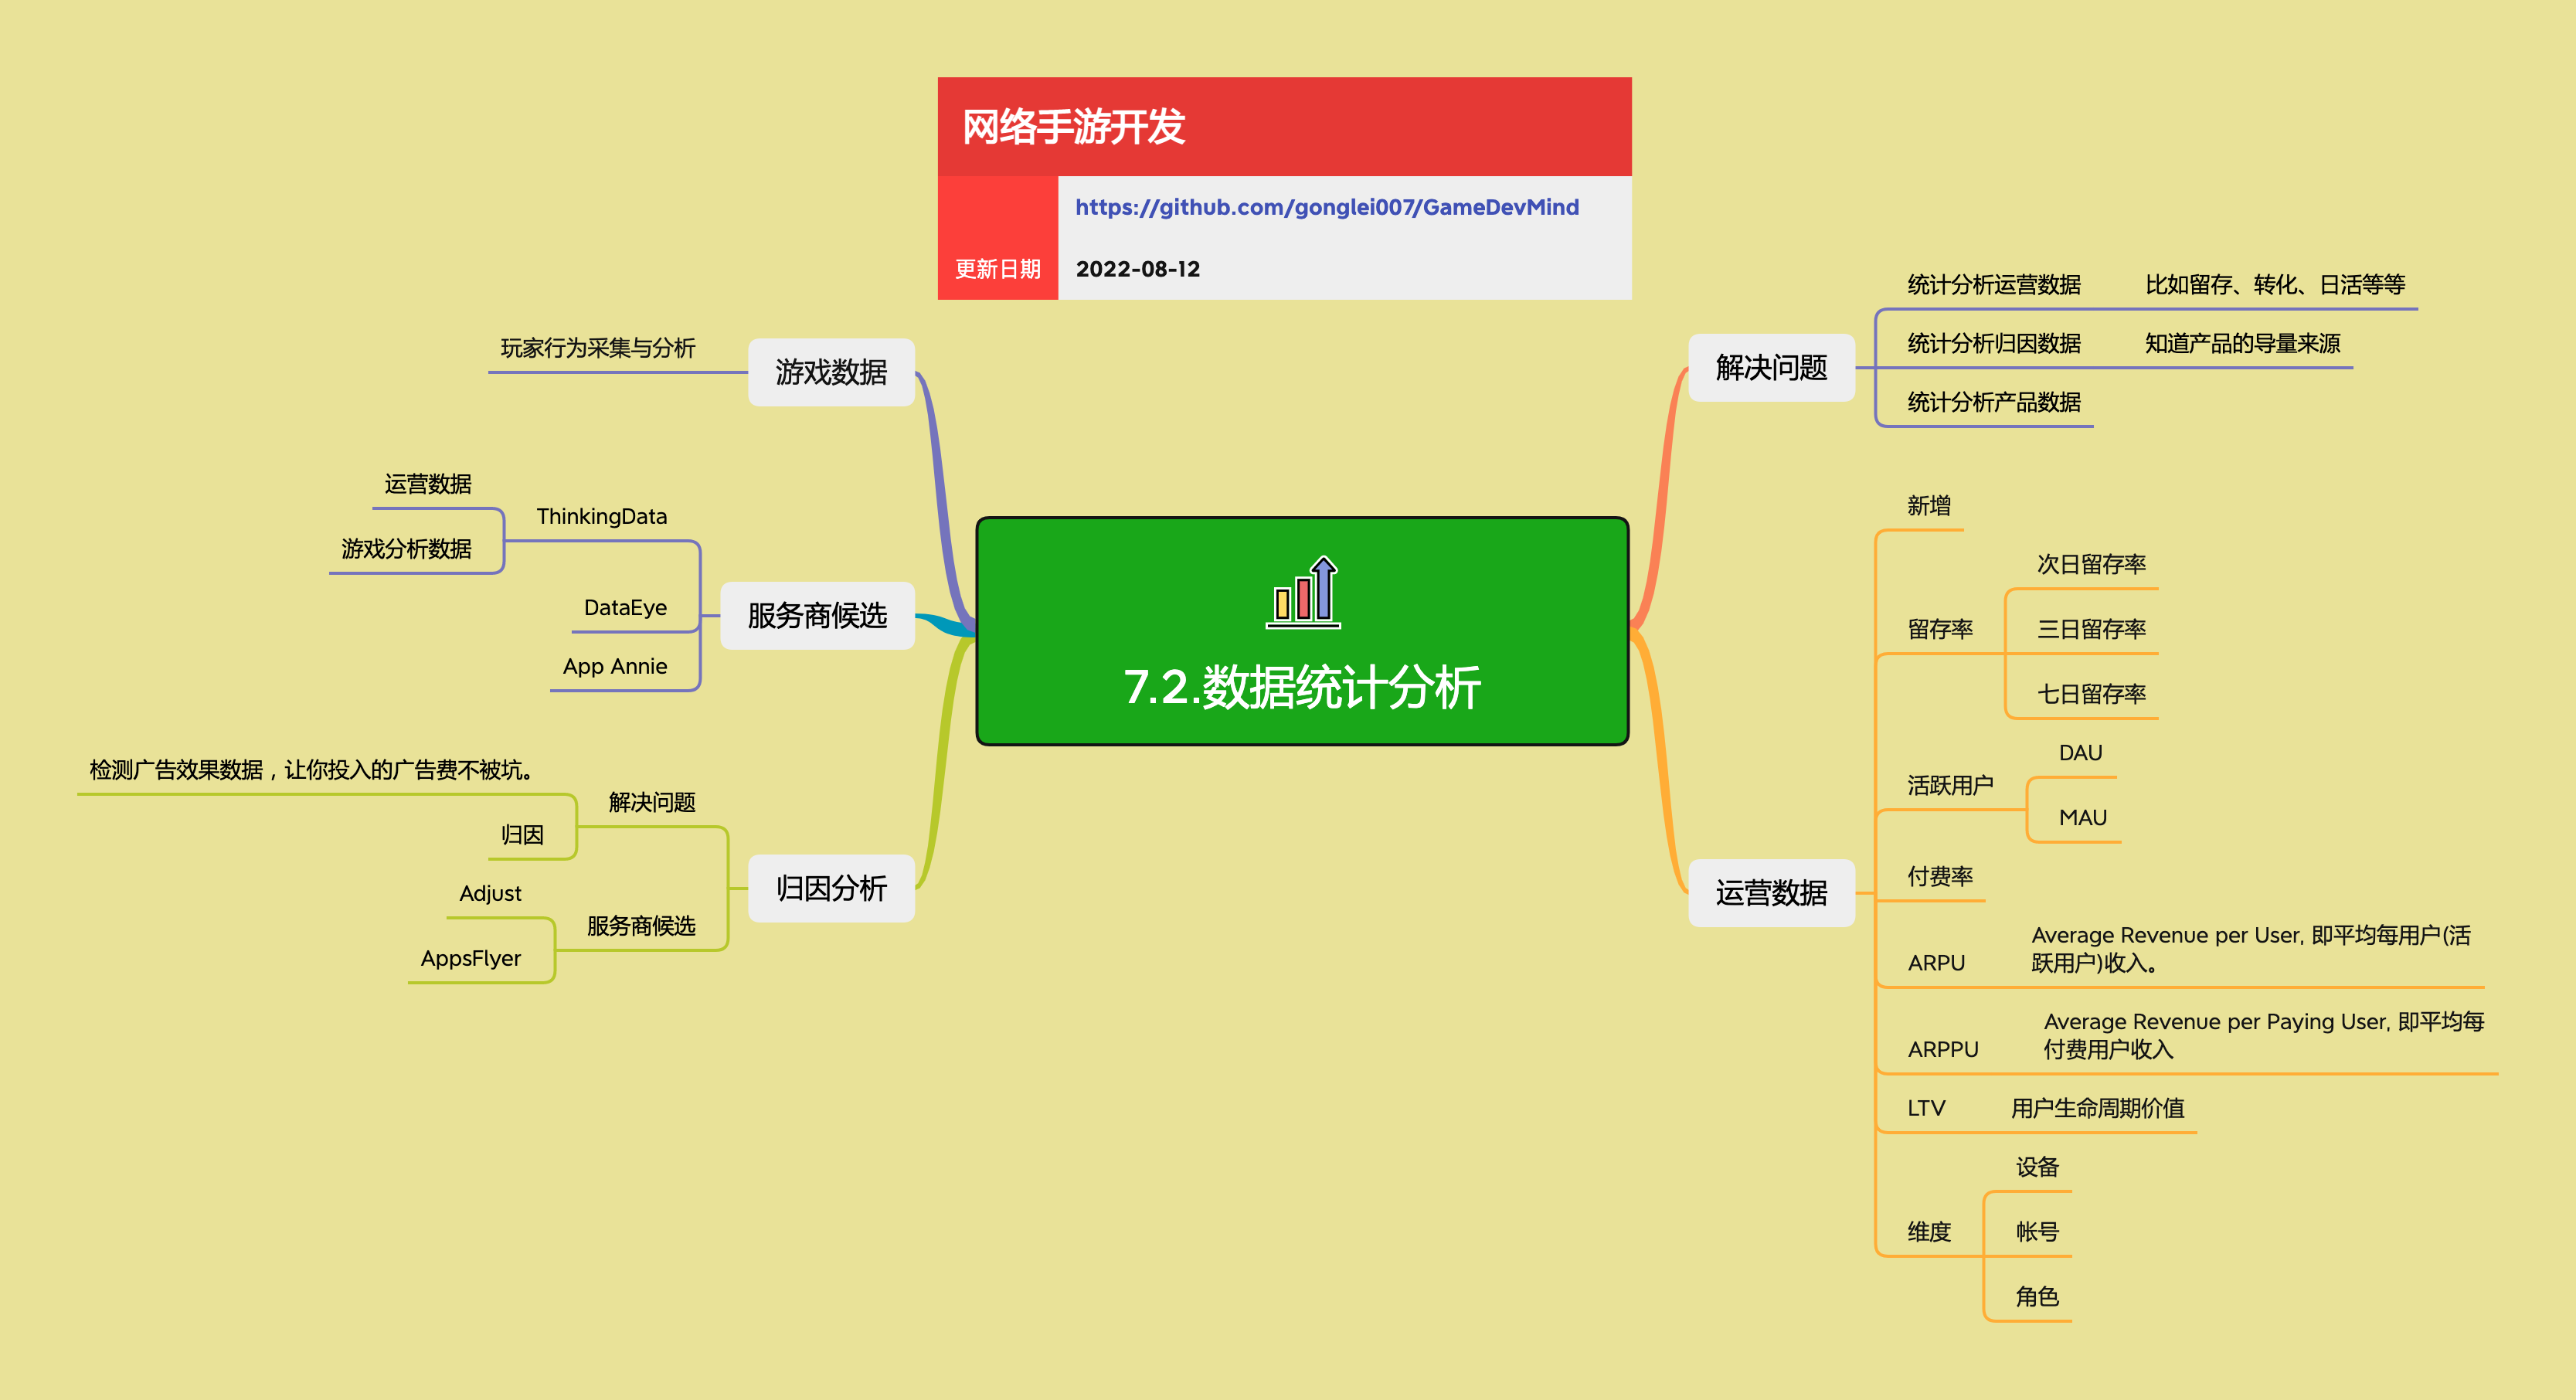 网络手游开发
https://github.com/gonglei007/GameDevMind
更新日期 2022-08-12
7.2.数据统计分析
解决问题
统计分析运营数据 比如留存、转化、日活等等
统计分析归因数据 知道产品的导量来源
统计分析产品数据
运营数据
新增
留存率
次日留存率
三日留存率
七日留存率
活跃用户
DAU
MAU
付费率
ARPU
Average Revenue per User, 即平均每用户(活
跃用户)收入。
ARPPU
Average Revenue per Paying User, 即平均每
付费用户收入
LTV 用户生命周期价值
维度
设备
帐号
角色
游戏数据
玩家行为采集与分析
服务商候选
ThinkingData
运营数据
游戏分析数据
DataEye
App Annie
归因分析
解决问题
检测广告效果数据，让你投入的广告费不被坑。
归因
服务商候选
Adjust
AppsFlyer